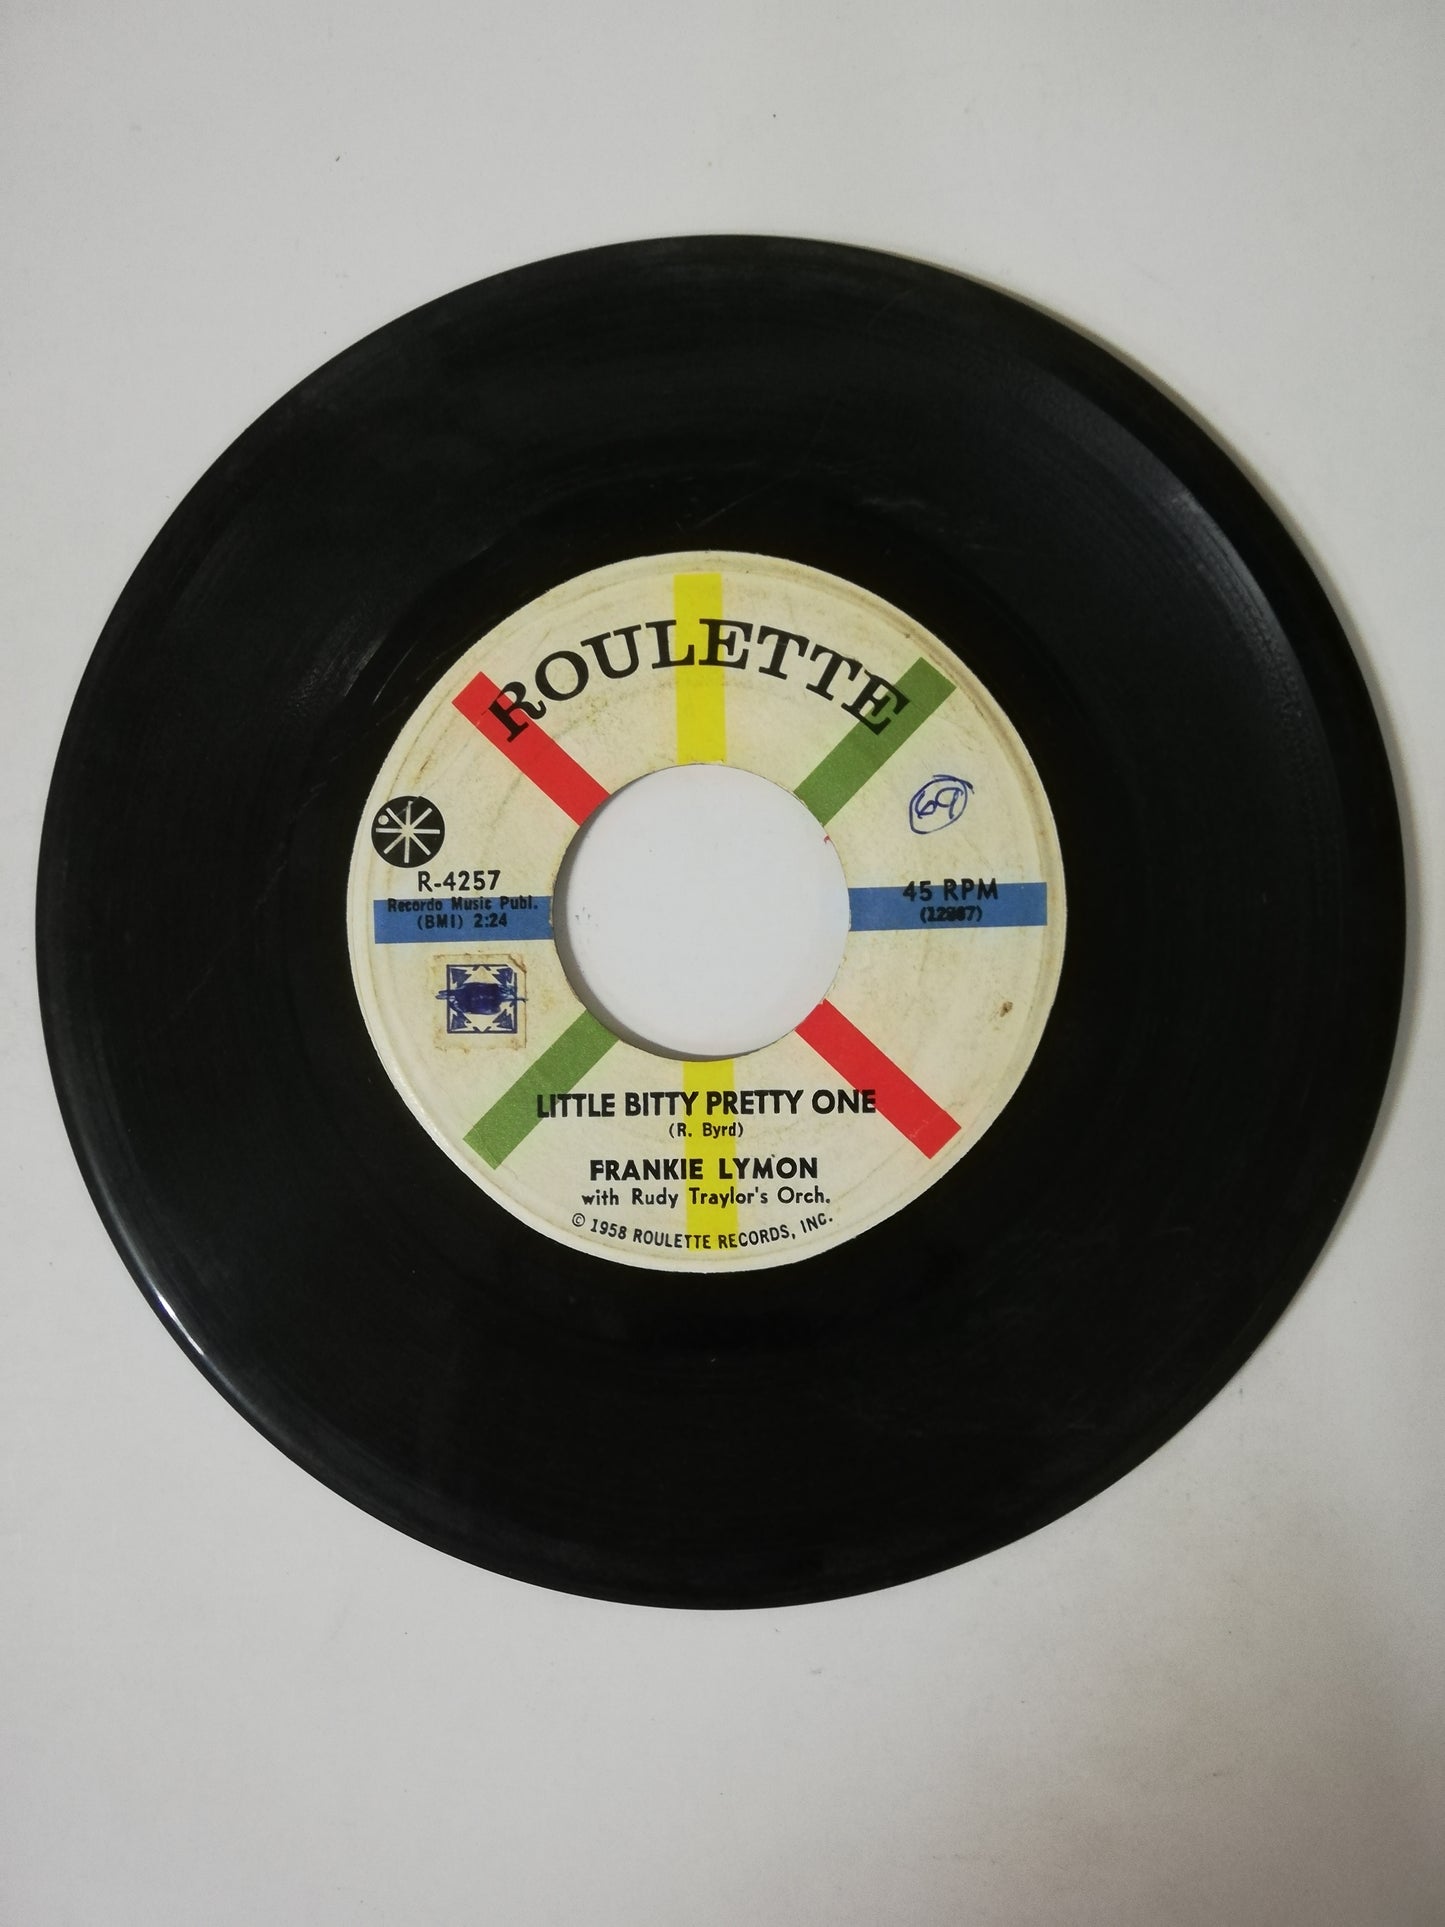 ROULETTE
69
R-4257
Recordo Music Publ.
(BMI) 2:24
45 RPM
LITTLE BITTY PRETTY ONE
(R. Byrd)
FRANKIE LYMON
with Rudy Traylor's Orch.
© 1958 ROULETTE RECORDS, INC.